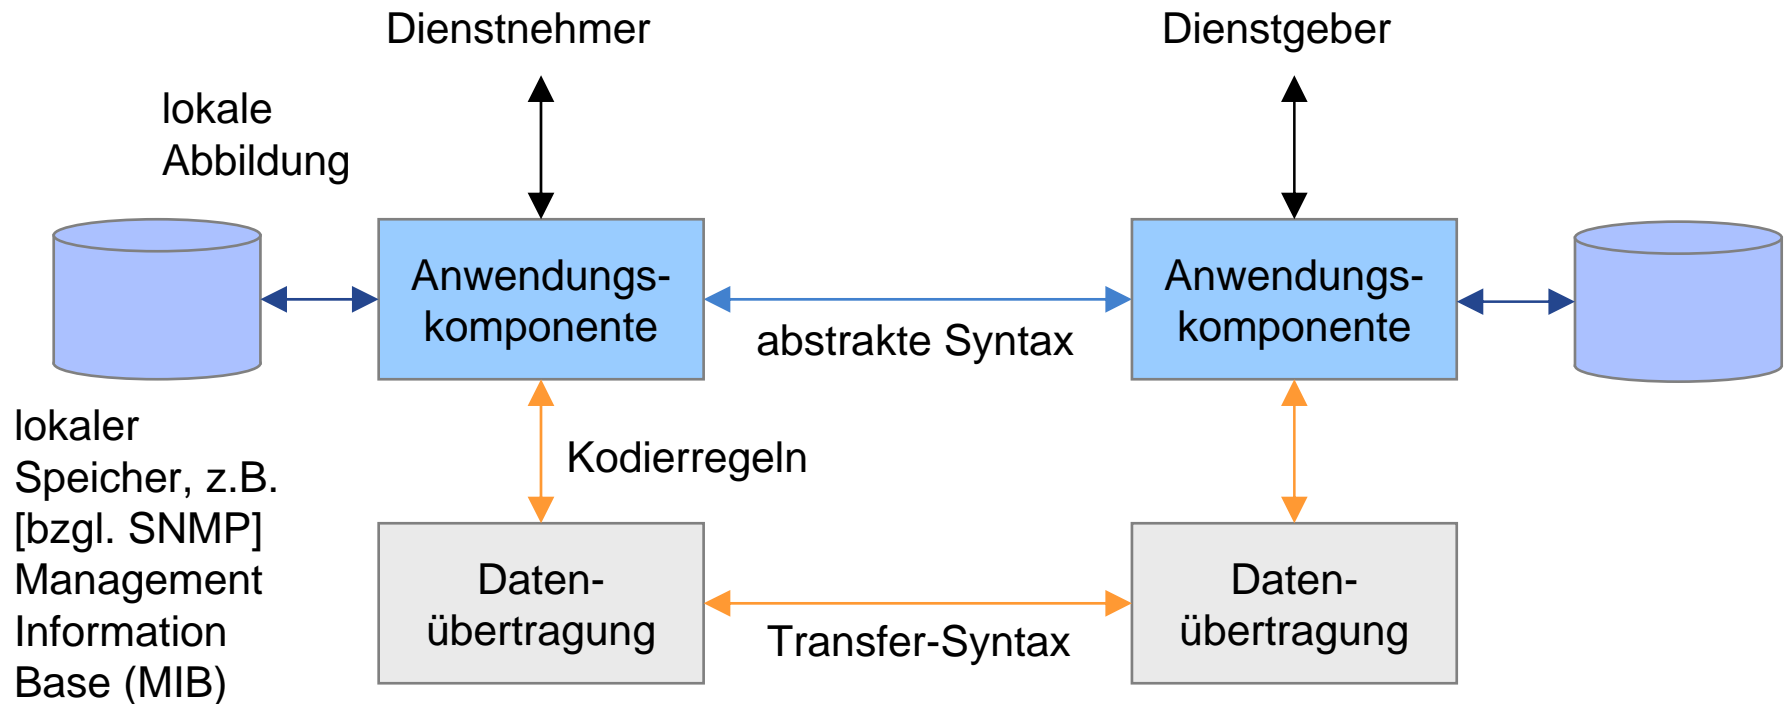 Dienstnehmer
Dienstgeber
lokale
Abbildung
Anwendungs-
komponente
abstrakte Syntax
Anwendungs-
komponente
lokaler
Speicher, z.B.
[bzgl. SNMP]
Management
Information
Base (MIB)
Kodierregeln
Daten-
übertragung
Transfer-Syntax
Daten-
übertragung